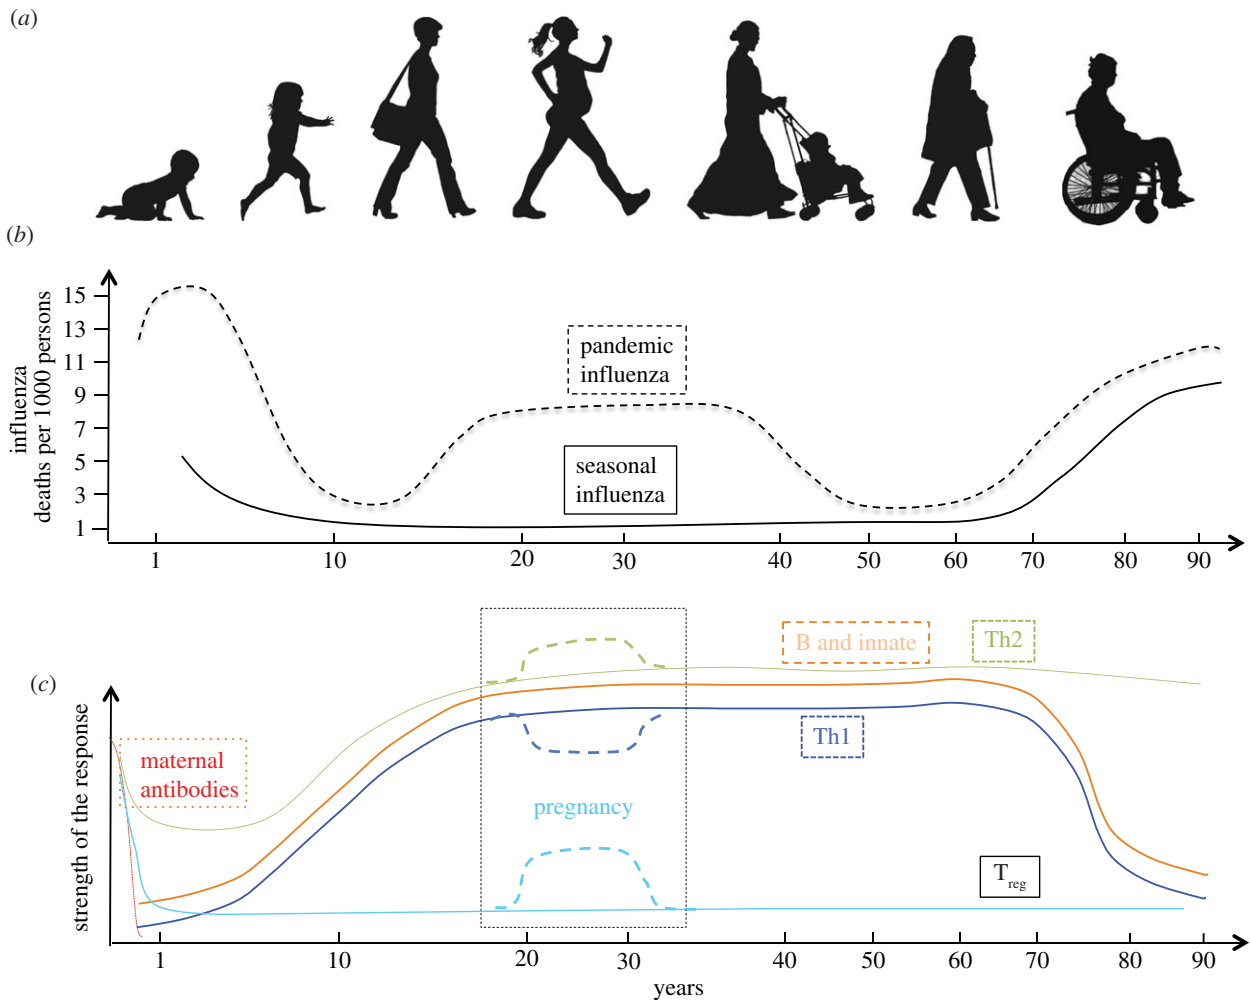 (a)
(b)
influenza
deaths per 1000 persons
15
13
11
9
7
5
3
1
pandemic
influenza
seasonal
influenza
1 10 20 30 40 50 60 70 80 90
(c)
strength of the response
B and innate
Th2
maternal
antibodies
Th1
pregnancy
Treg
1 10 20 30 40 50 60 70 80 90
years